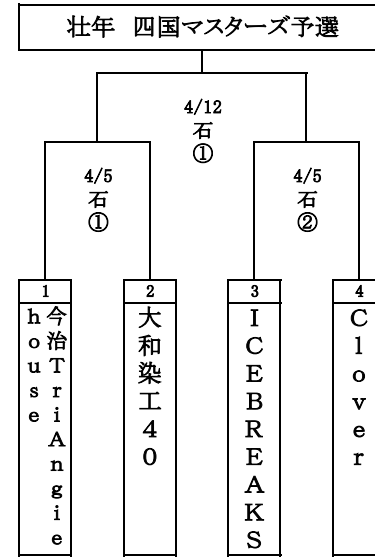 壮年 四国マスターズ予選
4/12
石
①
4/5
石
①
4/5
石
②
1
2
3
4
今治TriAngie
house
大和染工40
ICEBREAKS
Clover